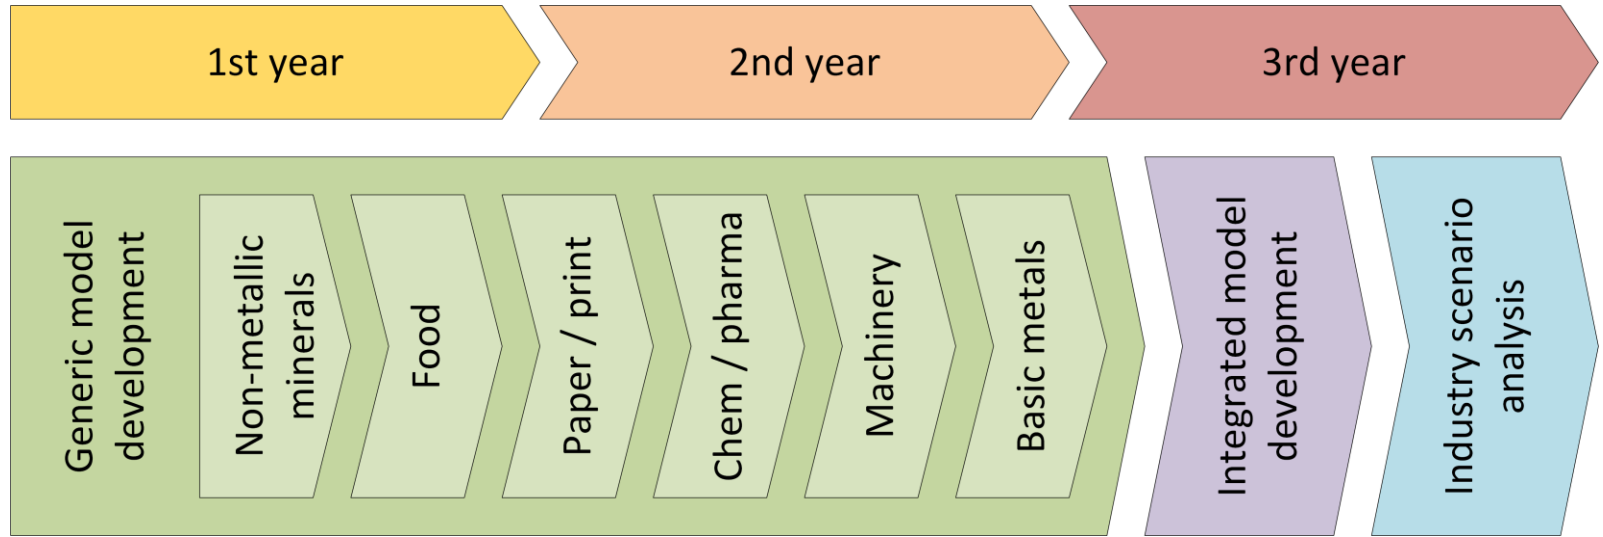 1st year
2nd year
3rd year
Generic model
development
Non-metallic
minerals
Food
Paper / print
Chem / pharma
Machinery
Basic metals
Integrated model
development
Industry scenario
analysis